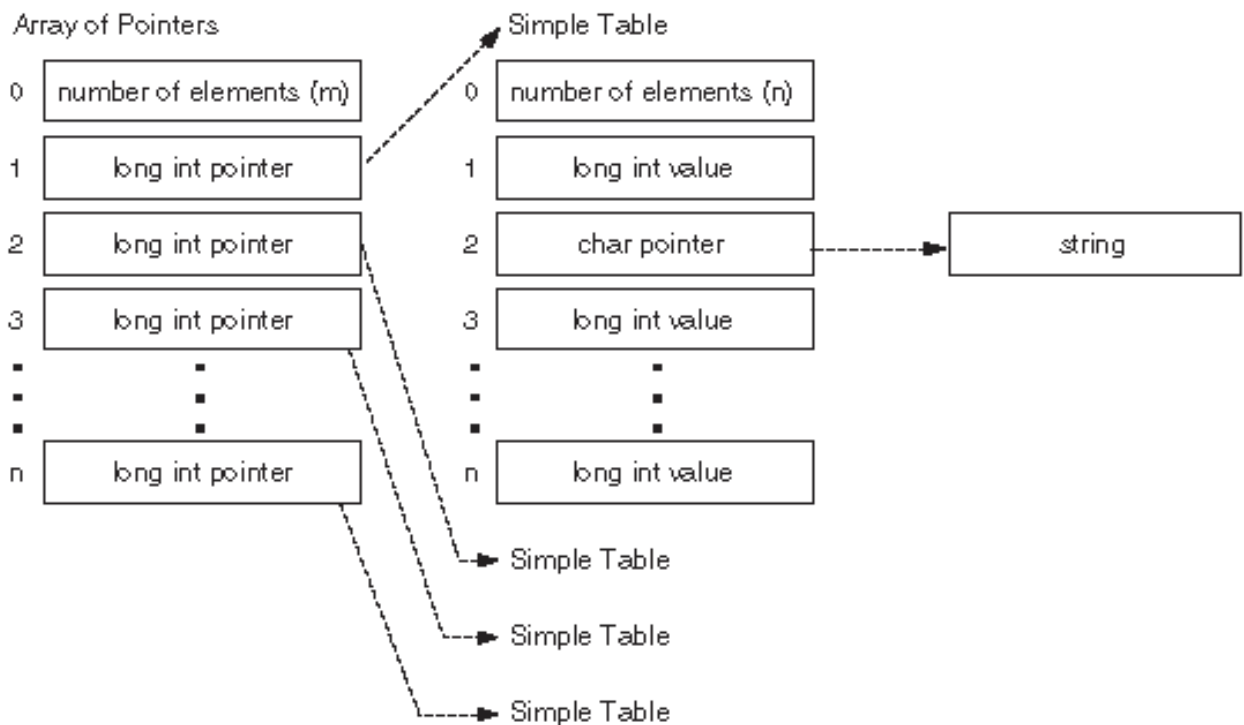 Array of Pointers
0 number of elements (m)
1 long int pointer
2 long int pointer
3 long int pointer
n long int pointer
Simple Table
0 number of elements (n)
1 long int value
2 char pointer
3 long int value
n long int value
string
Simple Table
Simple Table
Simple Table